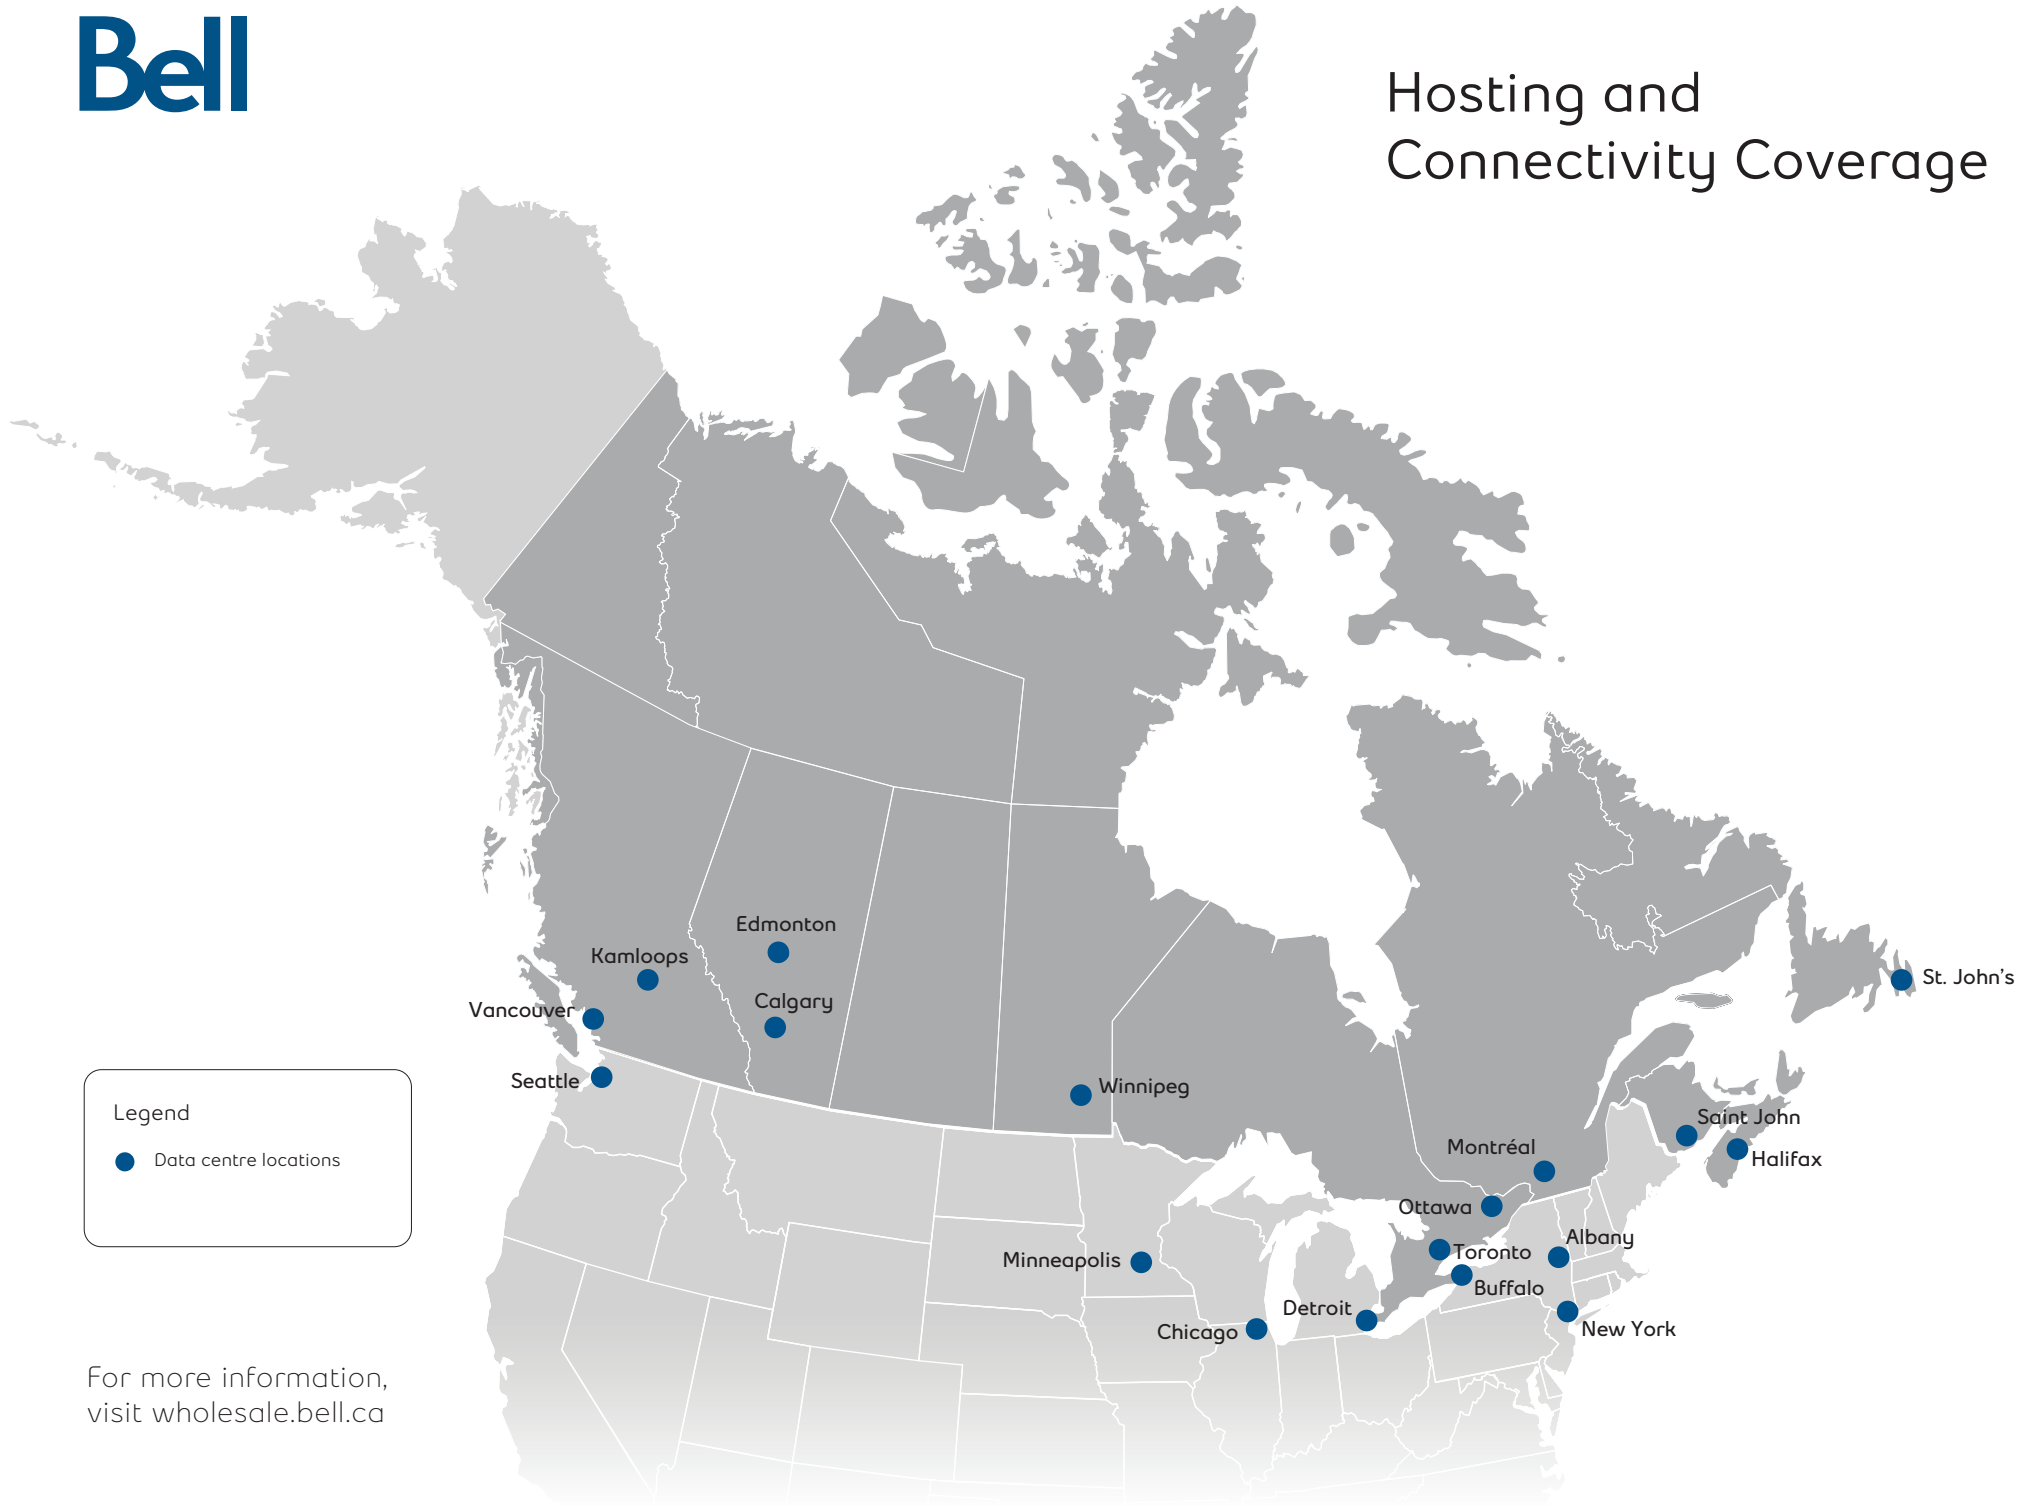 Bell
Hosting and
Connectivity Coverage
Edmonton
Kamloops
Calgary
Vancouver
St. John’s
Seattle
Winnipeg
Legend
Data centre locations
Saint John
Montréal
Halifax
Ottawa
Albany
Toronto
Minneapolis
Buffalo
Detroit
Chicago
New York
For more information,
visit wholesale.bell.ca